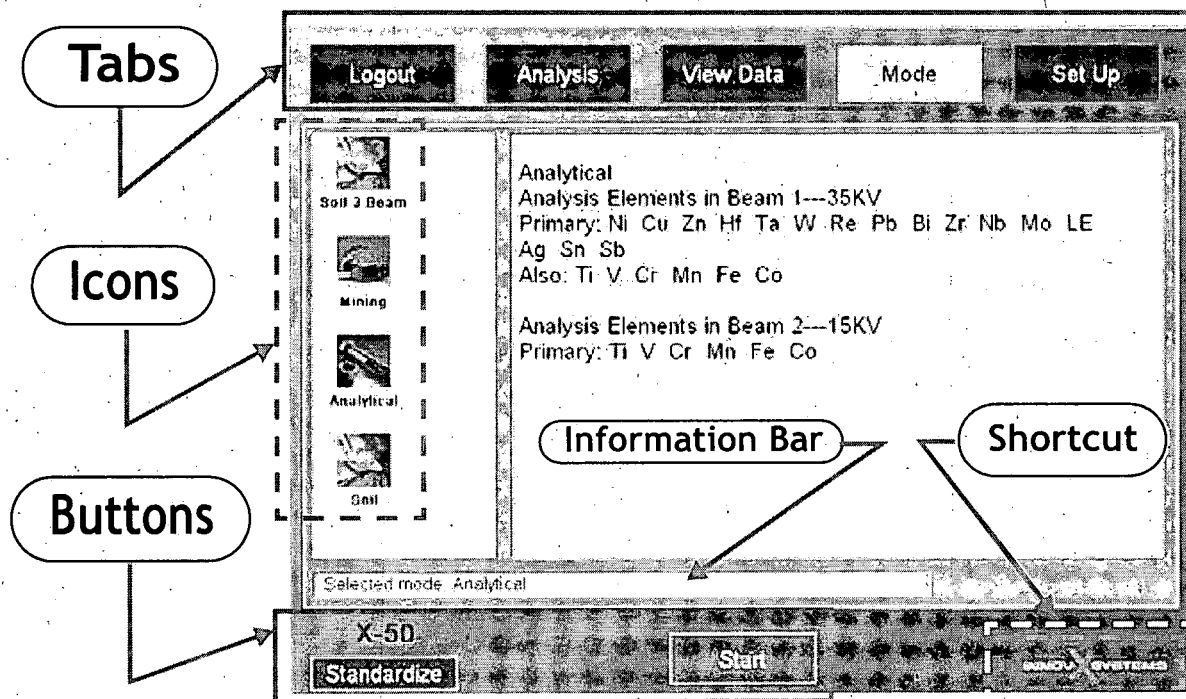 Tabs
Logout Analysis View Data Mode Set Up
Soil 3 Beam
Mining
Analytical
Soil
Analytical
Analysis Elements in Beam 1---35KV
Primary: Ni Cu Zn Hf Ta W Re Pb Bi Zr Nb Mo LE
Ag Sn Sb
Also: Ti V Cr Mn Fe Co
Analysis Elements in Beam 2---15KV
Primary: Ti V Cr Mn Fe Co
Icons
Information Bar
Shortcut
Buttons
Selected mode: Analytical
X-50
Standardize
Start
INNOV X SYSTEMS